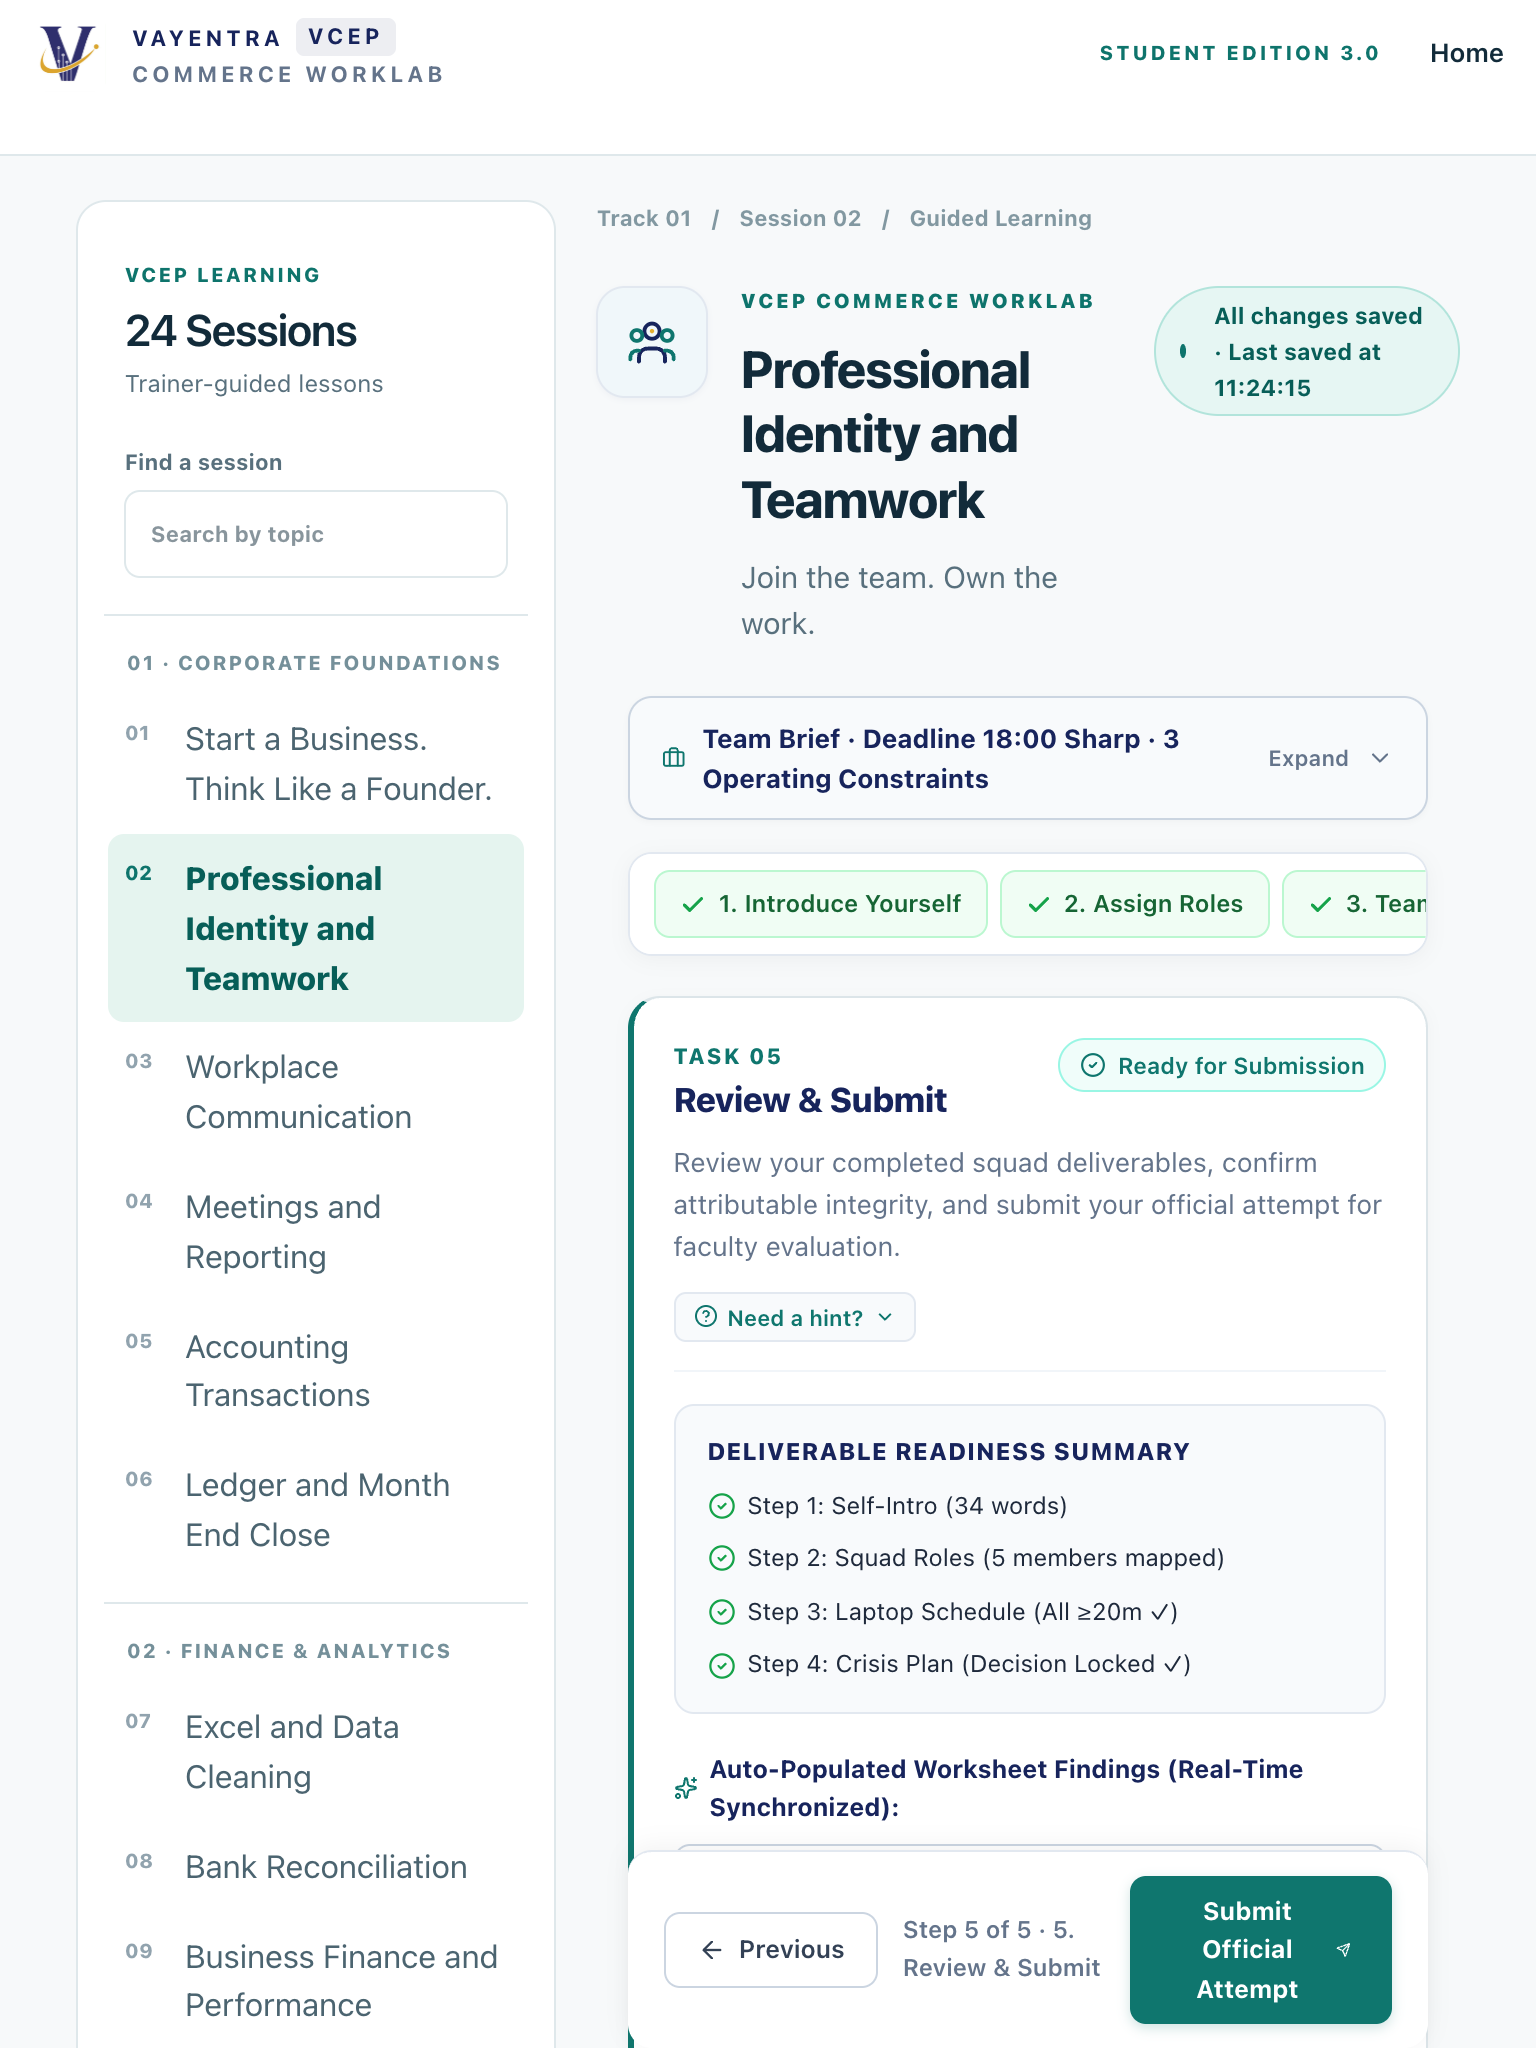 VAYENTRA VCEP
COMMERCE WORKLAB
STUDENT EDITION 3.0
Home
VCEP LEARNING
24 Sessions
Trainer-guided lessons
Find a session
Search by topic
01 · CORPORATE FOUNDATIONS
01 Start a Business.
Think Like a Founder.
02 Professional
Identity and
Teamwork
03 Workplace
Communication
04 Meetings and
Reporting
05 Accounting
Transactions
06 Ledger and Month
End Close
02 · FINANCE & ANALYTICS
07 Excel and Data
Cleaning
08 Bank Reconciliation
09 Business Finance and
Performance
Track 01 / Session 02 / Guided Learning
VCEP COMMERCE WORKLAB
Professional
Identity and
Teamwork
Join the team. Own the
work.
All changes saved
· Last saved at
11:24:15
Team Brief · Deadline 18:00 Sharp · 3
Operating Constraints
Expand
1. Introduce Yourself
2. Assign Roles
3. Team
TASK 05
Review & Submit
Ready for Submission
Review your completed squad deliverables, confirm
attributable integrity, and submit your official attempt for
faculty evaluation.
Need a hint?
DELIVERABLE READINESS SUMMARY
Step 1: Self-Intro (34 words)
Step 2: Squad Roles (5 members mapped)
Step 3: Laptop Schedule (All ≥20m ✓)
Step 4: Crisis Plan (Decision Locked ✓)
Auto-Populated Worksheet Findings (Real-Time
Synchronized):
Previous
Step 5 of 5 · 5.
Review & Submit
Submit
Official
Attempt